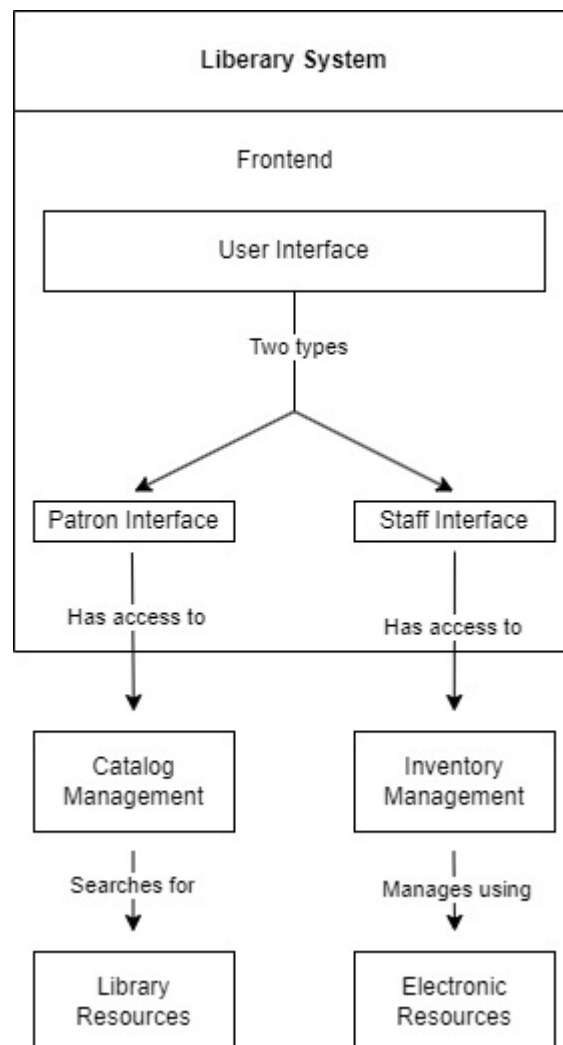 Liberary System
Frontend
User Interface
Two types
Patron Interface
Staff Interface
Has access to
Has access to
Catalog
Management
Inventory
Management
Searches for
Manages using
Library
Resources
Electronic
Resources